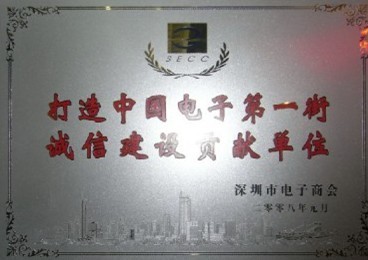 SECC
打造中国电子第一街
诚信建设贡献单位
深圳市电子商会
二零零八年元月